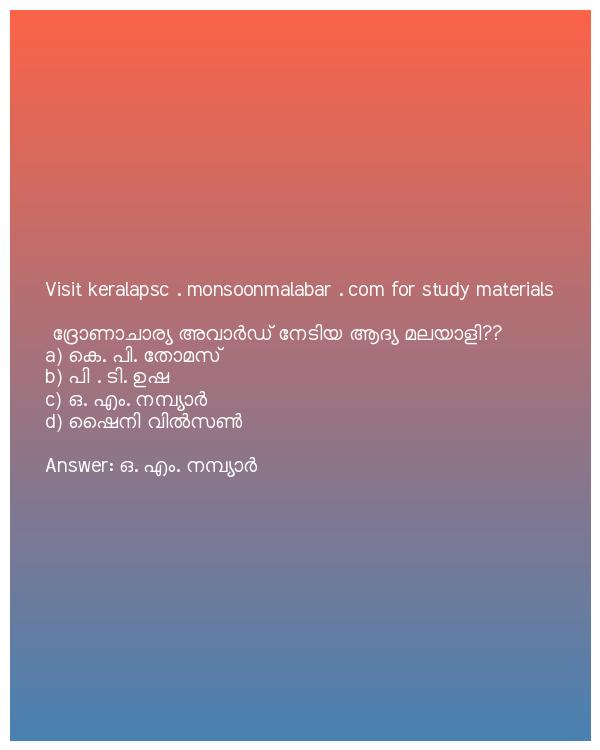 Visit keralapsc . monsoonmalabar . com for study materials
ദ്രോണാചാര്യ അവാർഡ് നേടിയ ആദ്യ മലയാളി??
a) കെ. പി. തോമസ്
b) പി . ടി. ഉഷ
c) ഒ. എം. നമ്പ്യാർ
d) ഷൈനി വിൽസൺ
Answer: ഒ. എം. നമ്പ്യാർ